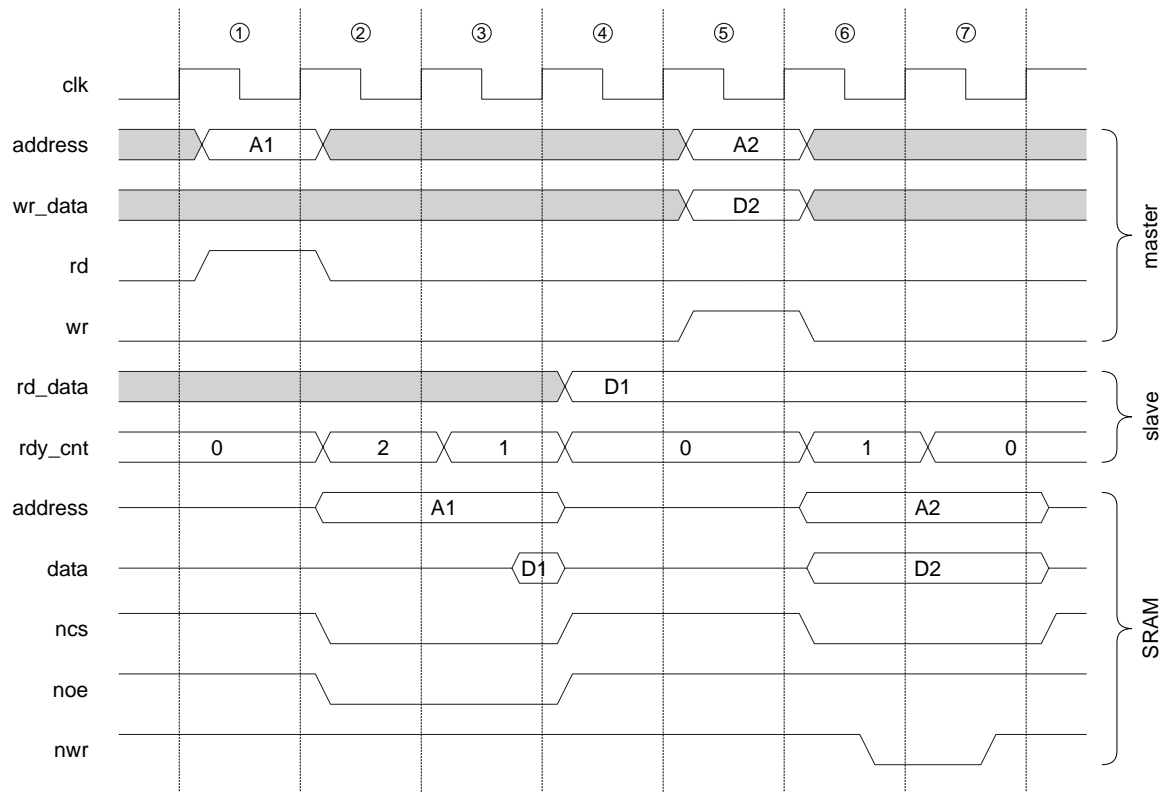 ① ② ③ ④ ⑤ ⑥ ⑦
clk
address A1 A2
wr_data D2
rd
wr
master
rd_data D1
rdy_cnt 0 2 1 0 1 0
slave
address A1 A2
data D1 D2
ncs
noe
nwr
SRAM